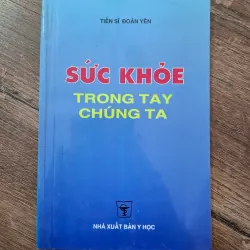 TIẾN SĨ ĐOÀN YÊN
SỨC KHỎE
TRONG TAY
CHÚNG TA
NHÀ XUẤT BẢN Y HỌC